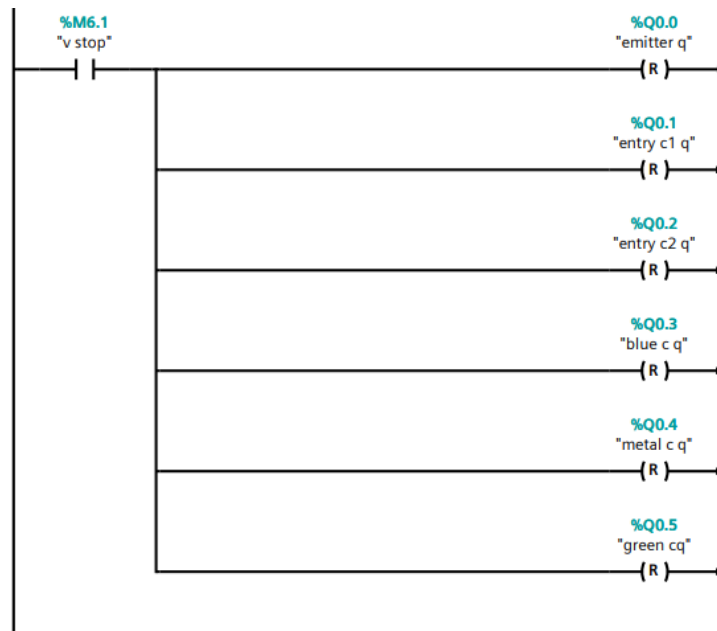 %M6.1
"v stop"
%Q0.0
"emitter q"
R
%Q0.1
"entry c1 q"
R
%Q0.2
"entry c2 q"
R
%Q0.3
"blue c q"
R
%Q0.4
"metal c q"
R
%Q0.5
"green cq"
R